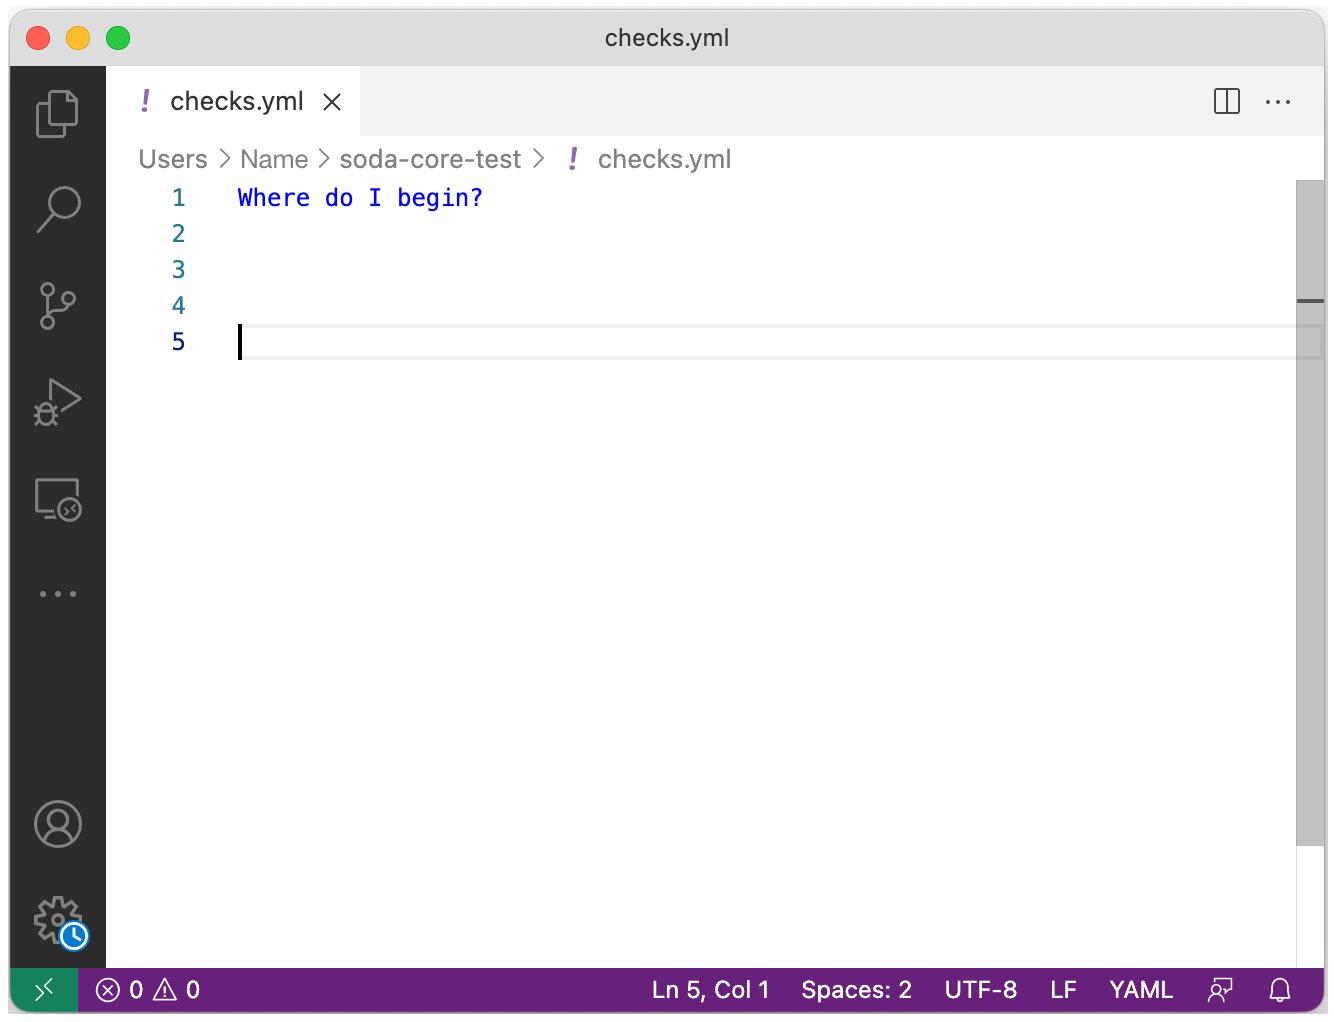 checks.yml
! checks.yml
Users > Name > soda-core-test > ! checks.yml
1 Where do I begin?
2
3
4
5
0 0 Ln 5, Col 1 Spaces: 2 UTF-8 LF YAML